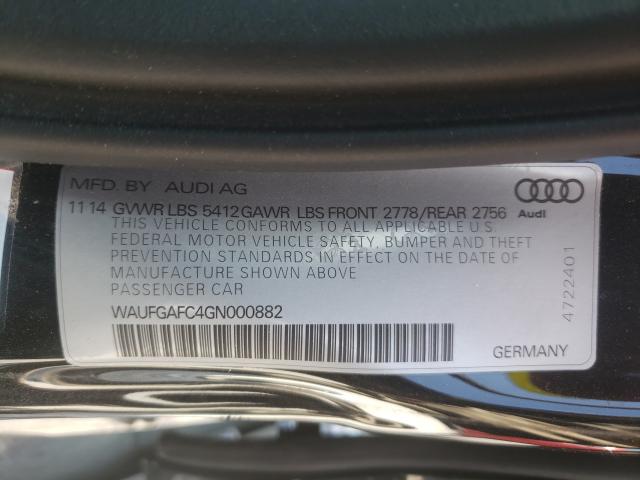 MFD. BY AUDI AG
Audi
11 14 GVWR LBS 5412 GAWR LBS FRONT 2778/REAR 2756
THIS VEHICLE CONFORMS TO ALL APPLICABLE U.S.
FEDERAL MOTOR VEHICLE SAFETY, BUMPER AND THEFT
PREVENTION STANDARDS IN EFFECT ON THE DATE OF
MANUFACTURE SHOWN ABOVE
PASSENGER CAR
WAUFGAFC4GN000882
GERMANY
4722401